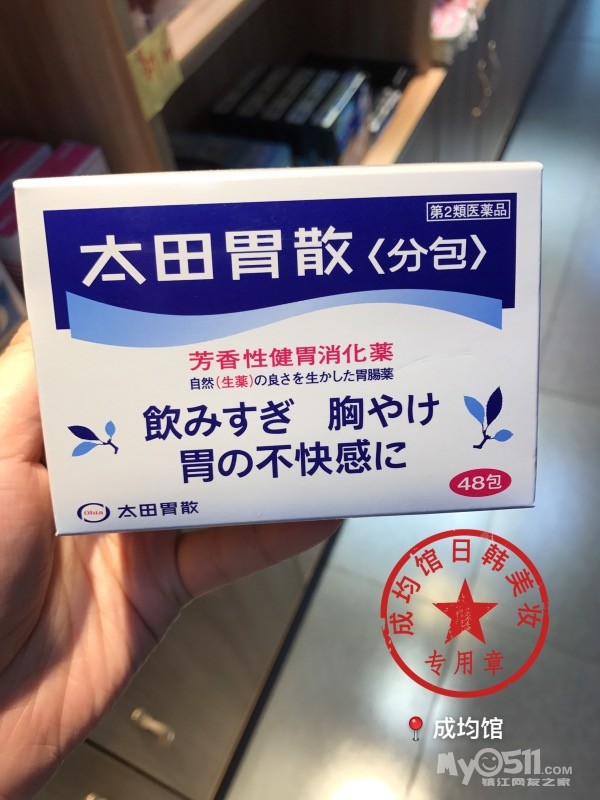 第2類医薬品
太田胃散〈分包〉
芳香性健胃消化薬
自然(生薬)の良さを生かした胃腸薬
飲みすぎ 胸やけ
胃の不快感に
48包
Ohta 太田胃散
成均馆日韩美妆
专用章
成均馆
My0511.com
镇江网友之家